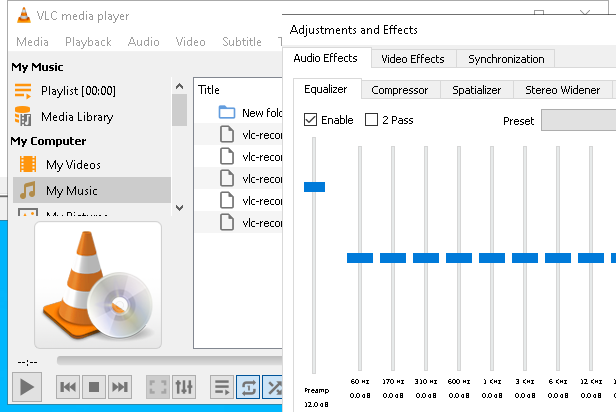 VLC media player
Media Playback Audio Video Subtitle
My Music
Playlist [00:00]
Media Library
My Computer
My Videos
My Music
My Pictures
Title
New fold
vlc-recor
vlc-recor
vlc-recor
vlc-recor
vlc-recor
--:--
Adjustments and Effects
Audio Effects Video Effects Synchronization
Equalizer Compressor Spatializer Stereo Widener
Enable 2 Pass Preset
60 Hz 170 Hz 310 Hz 600 Hz 1 KHz 3 KHz 6 KHz 12 KHz
0.0 dB 0.0 dB 0.0 dB 0.0 dB 0.0 dB 0.0 dB 0.0 dB 0.0 dB
Preamp
12.0 dB